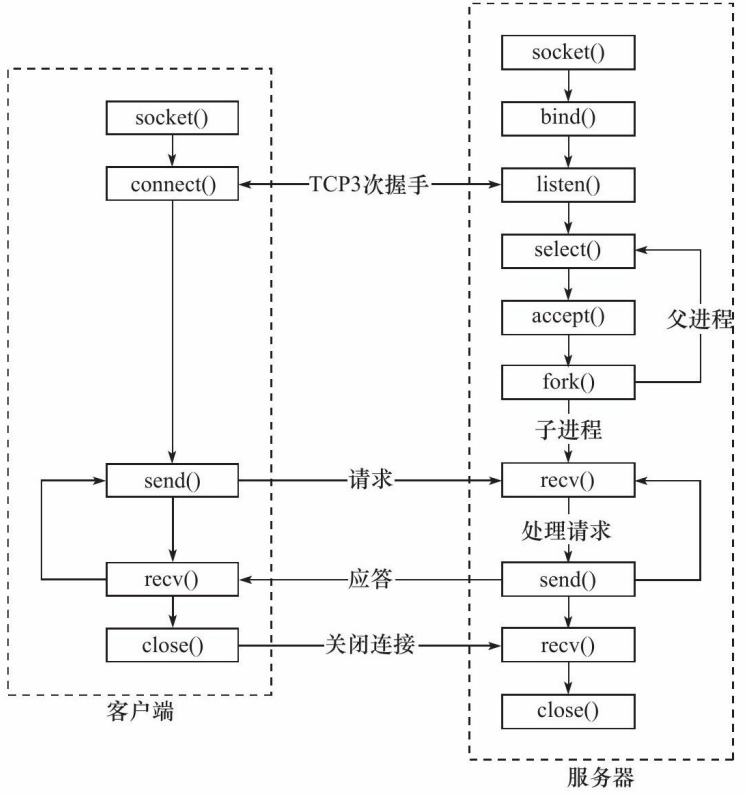 socket()
bind()
listen()
select()
accept()
父进程
fork()
子进程
recv()
处理请求
send()
recv()
close()
服务器
socket()
connect()
TCP3次握手
send()
请求
recv()
应答
close()
关闭连接
客户端